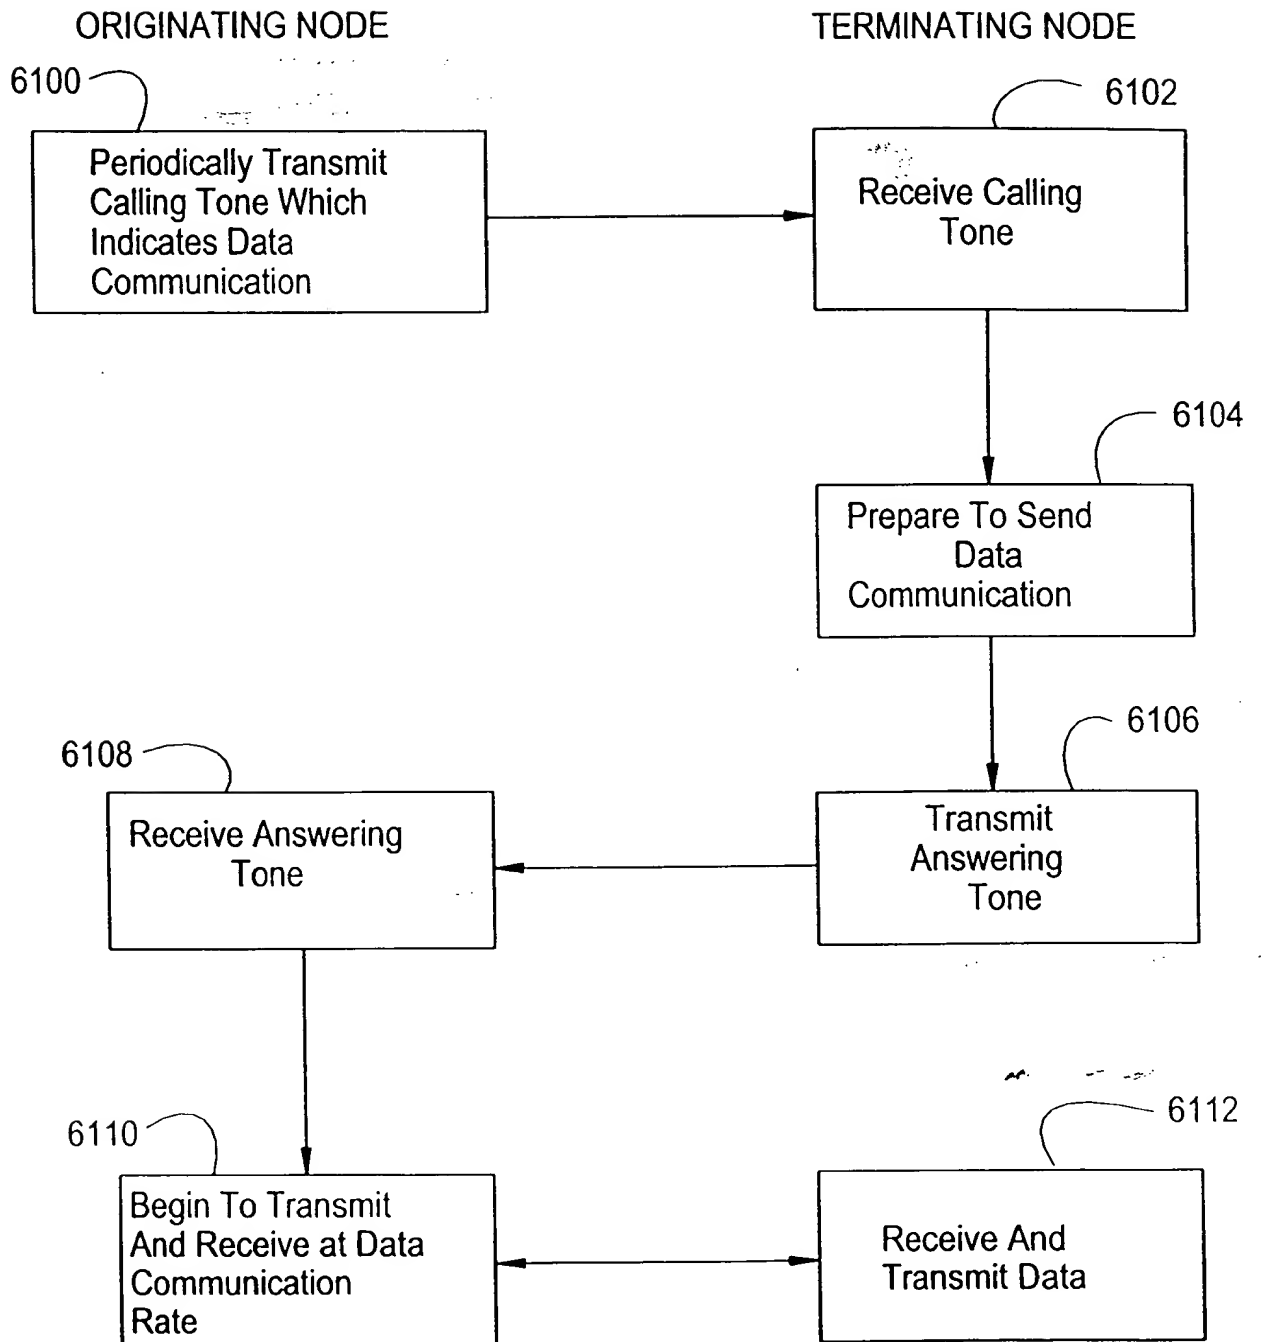 ORIGINATING NODE
TERMINATING NODE
6100
6102
Periodically Transmit
Calling Tone Which
Indicates Data
Communication
Receive Calling
Tone
6104
Prepare To Send
Data
Communication
6106
6108
Transmit
Answering
Tone
Receive Answering
Tone
6110
6112
Begin To Transmit
And Receive at Data
Communication
Rate
Receive And
Transmit Data